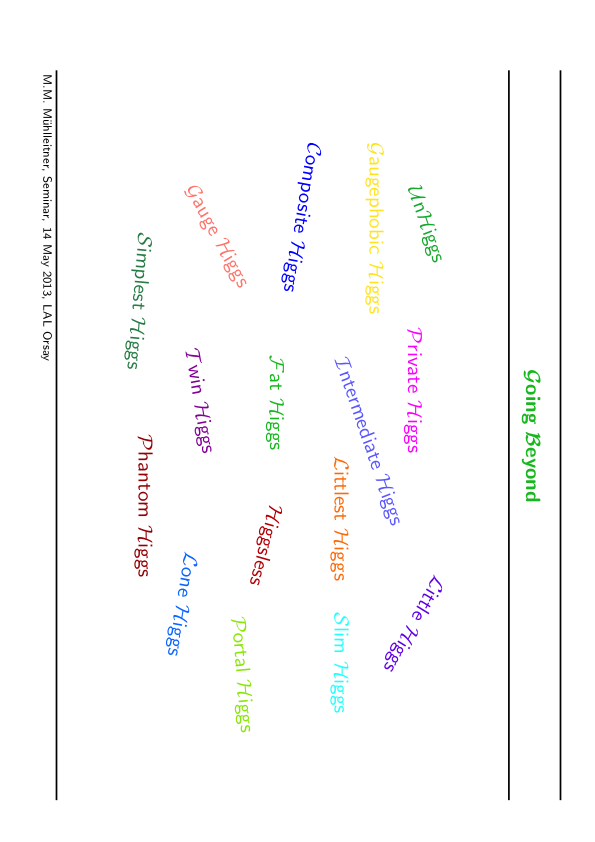 Going Beyond
UnHiggs
Private Higgs
Little Higgs
Gaugephobic Higgs
Intermediate Higgs
Littlest Higgs
Slim Higgs
Composite Higgs
Fat Higgs
Higgsless
Gauge Higgs
Twin Higgs
Lone Higgs
Portal Higgs
Simplest Higgs
Phantom Higgs
M.M. Mühlleitner, Seminar, 14 May 2013, LAL Orsay